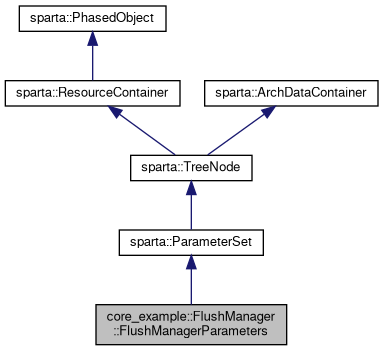 sparta::PhasedObject
sparta::ResourceContainer
sparta::ArchDataContainer
sparta::TreeNode
sparta::ParameterSet
core_example::FlushManager
::FlushManagerParameters